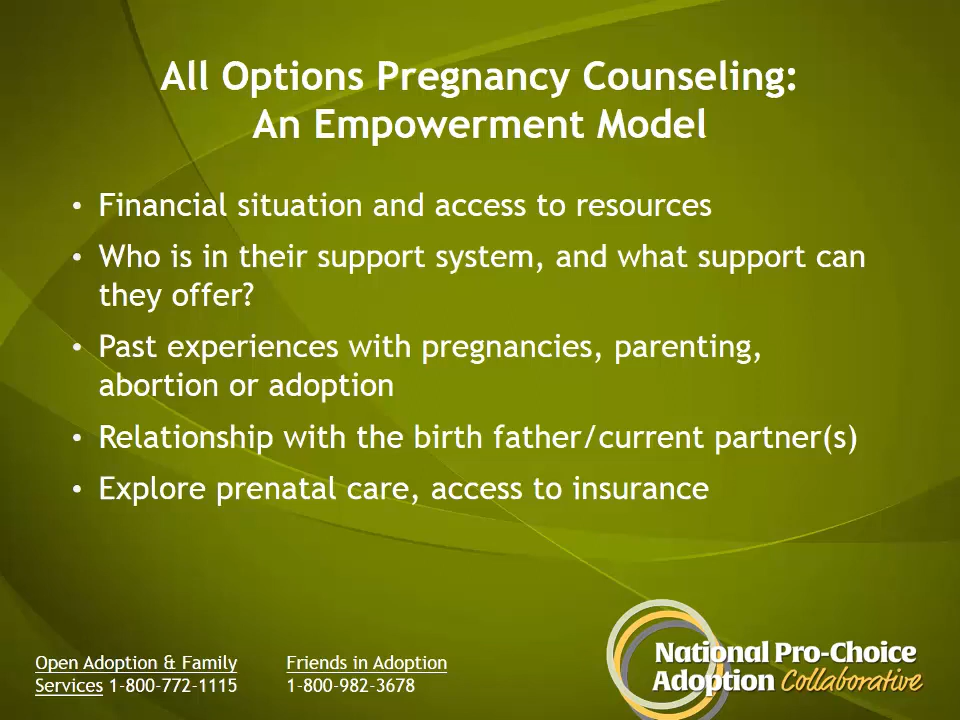 All Options Pregnancy Counseling:
An Empowerment Model
• Financial situation and access to resources
• Who is in their support system, and what support can
they offer?
• Past experiences with pregnancies, parenting,
abortion or adoption
• Relationship with the birth father/current partner(s)
• Explore prenatal care, access to insurance
Open Adoption & Family
Services 1-800-772-1115
Friends in Adoption
1-800-982-3678
National Pro-Choice
Adoption Collaborative